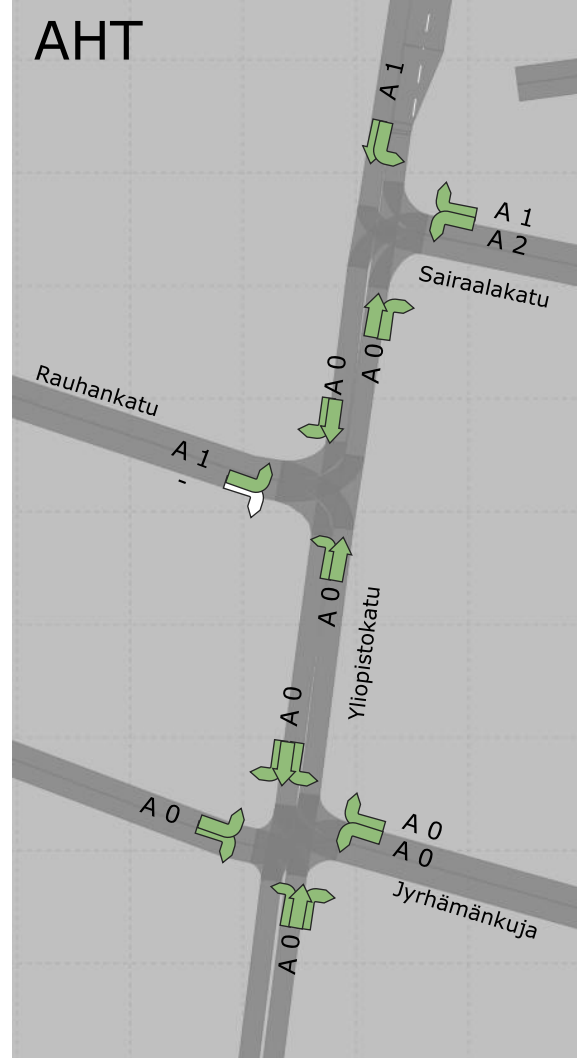 AHT
A 1
A 1
A 2
Sairaalakatu
A 0
A 0
Rauhankatu
A 1
-
A 0
Yliopistokatu
A 0
A 0
A 0
A 0
Jyrhämänkuja
A 0